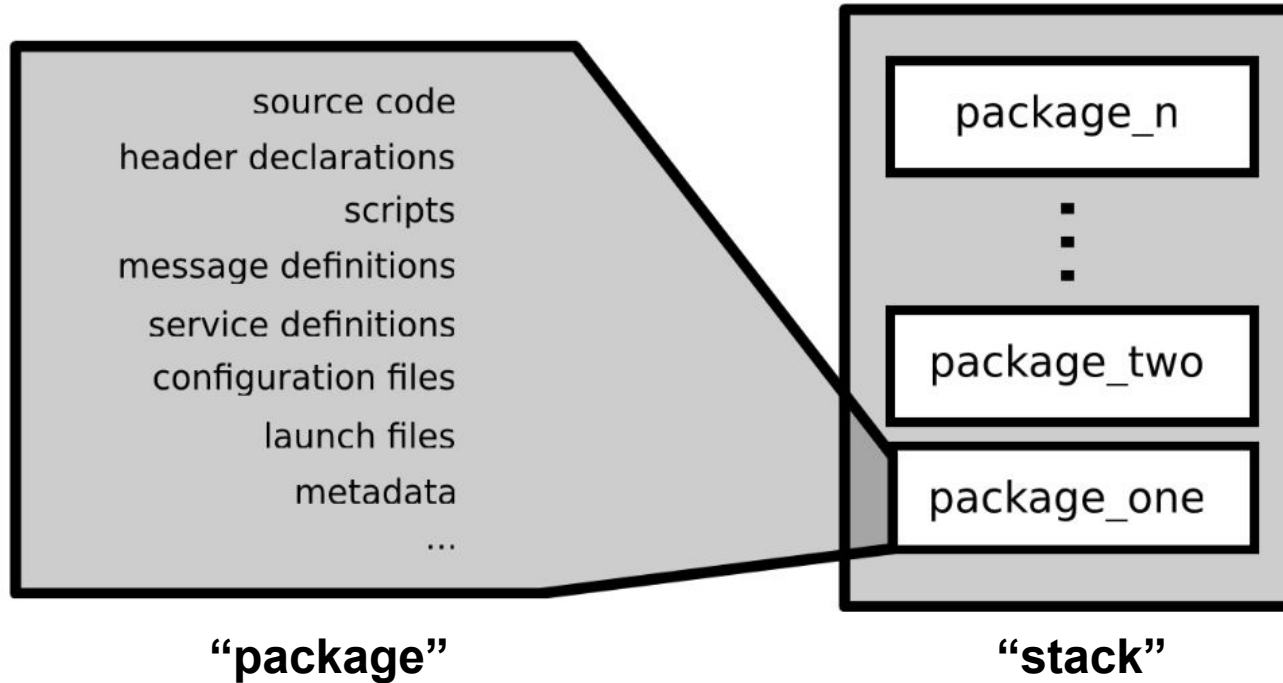 source code
header declarations
scripts
message definitions
service definitions
configuration files
launch files
metadata
...
package_n
package_two
package_one
“package”
“stack”